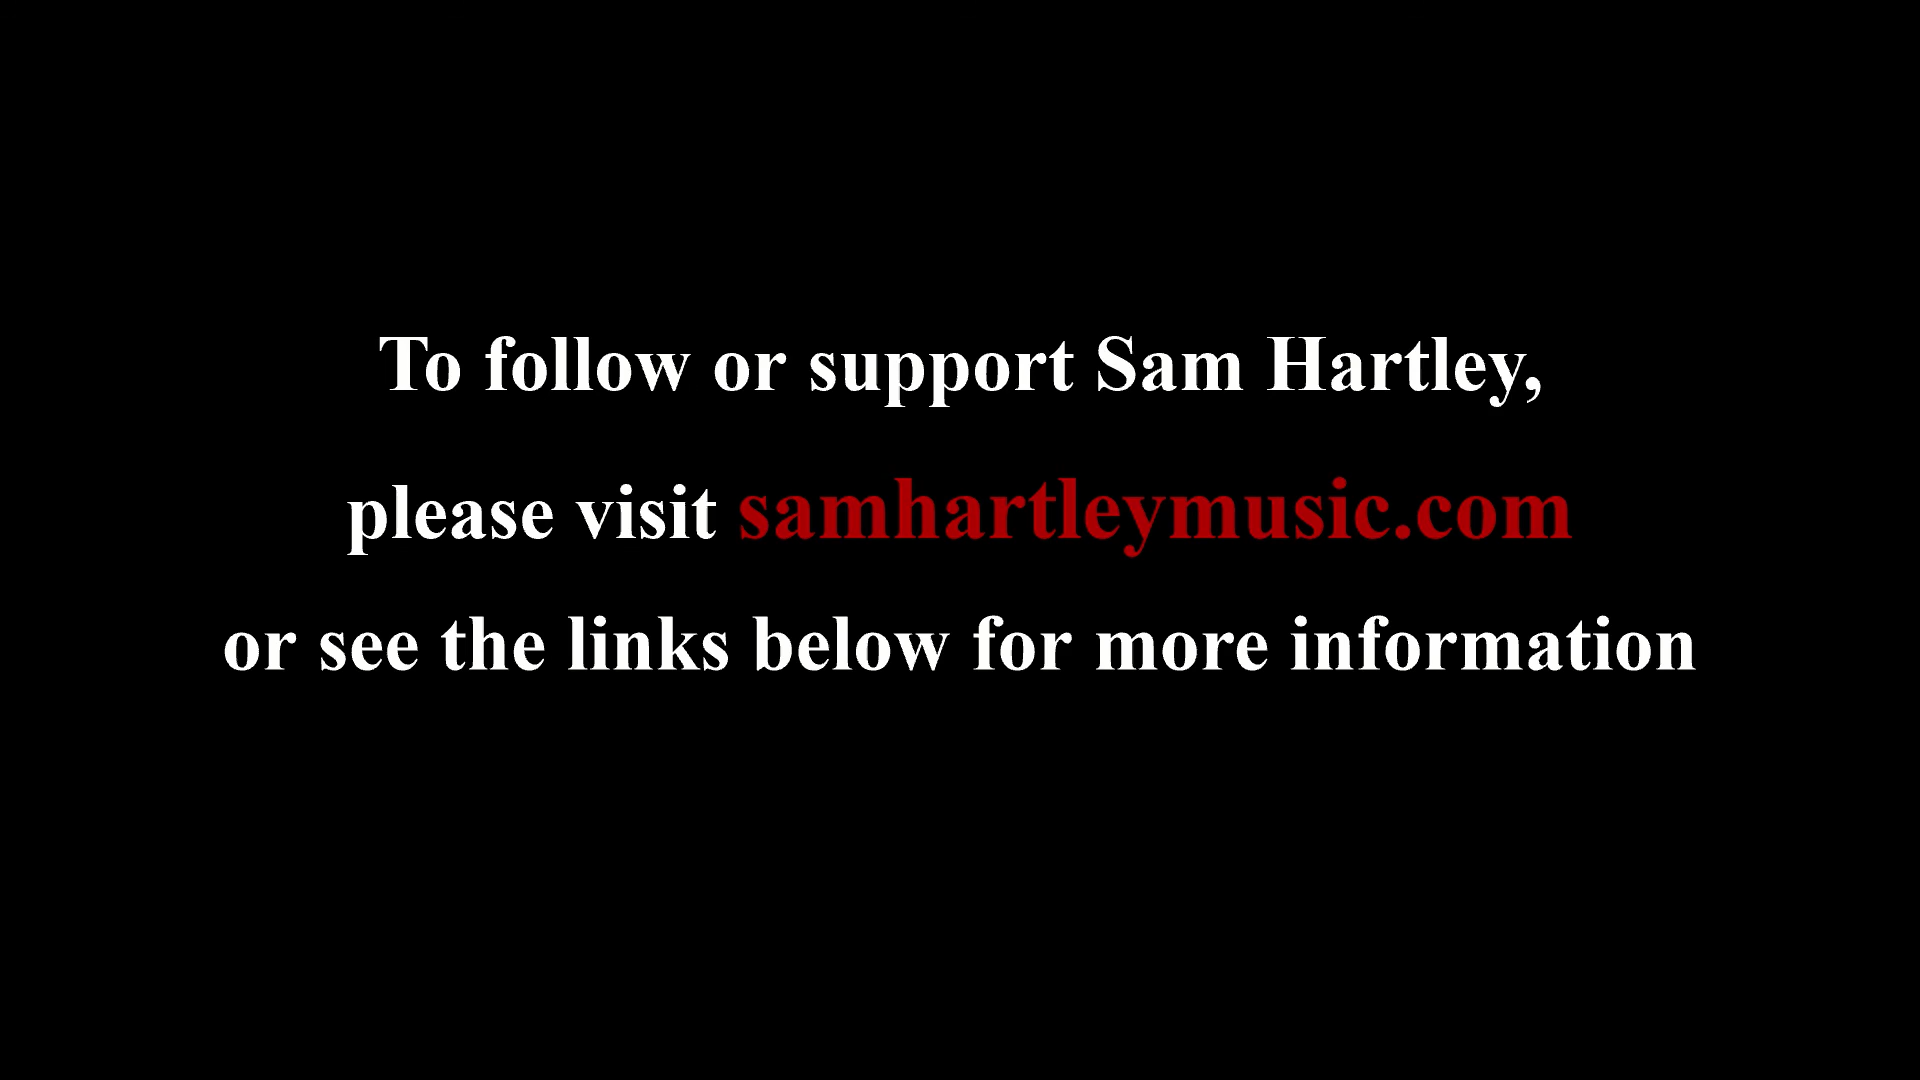 To follow or support Sam Hartley,
please visit samhartleymusic.com
or see the links below for more information